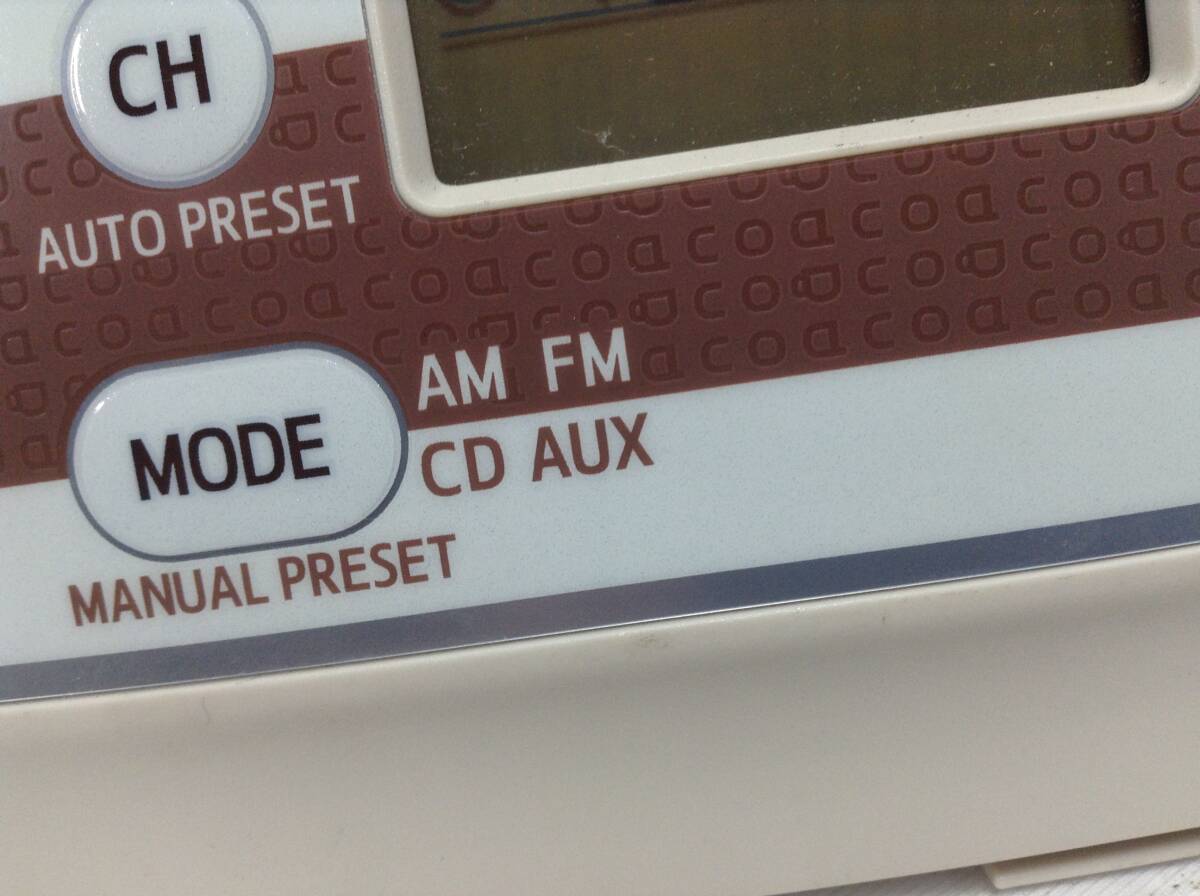 CH
AUTO PRESET
MODE
AM FM
CD AUX
MANUAL PRESET